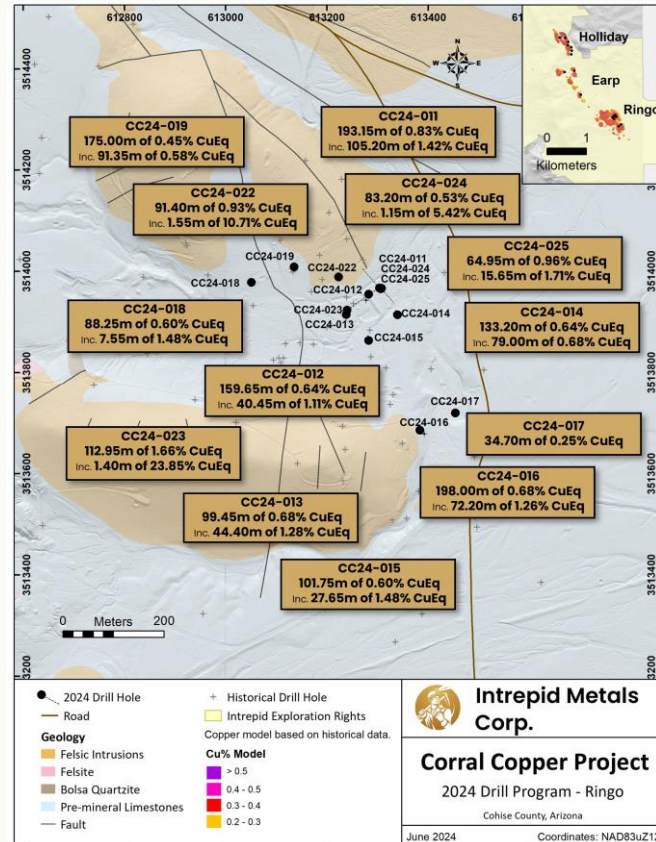 612800
613000
613200
613400
3514400
3514200
3514000
3513800
3513600
3513400
Holliday
Earp
Ringo
0
1
Kilometers
N
W
E
S
CC24-019
175.00m of 0.45% CuEq
Inc. 91.35m of 0.58% CuEq
CC24-011
193.15m of 0.83% CuEq
Inc. 105.20m of 1.42% CuEq
CC24-022
91.40m of 0.93% CuEq
Inc. 1.55m of 10.71% CuEq
CC24-024
83.20m of 0.53% CuEq
Inc. 1.15m of 5.42% CuEq
CC24-025
64.95m of 0.96% CuEq
Inc. 15.65m of 1.71% CuEq
CC24-018
88.25m of 0.60% CuEq
Inc. 7.55m of 1.48% CuEq
CC24-014
133.20m of 0.64% CuEq
Inc. 79.00m of 0.68% CuEq
CC24-012
159.65m of 0.64% CuEq
Inc. 40.45m of 1.11% CuEq
CC24-023
112.95m of 1.66% CuEq
Inc. 1.40m of 23.85% CuEq
CC24-017
34.70m of 0.25% CuEq
CC24-016
198.00m of 0.68% CuEq
Inc. 72.20m of 1.26% CuEq
CC24-013
99.45m of 0.68% CuEq
Inc. 44.40m of 1.28% CuEq
CC24-015
101.75m of 0.60% CuEq
Inc. 27.65m of 1.48% CuEq
CC24-019
CC24-018
CC24-022
CC24-011
CC24-024
CC24-025
CC24-012
CC24-023
CC24-013
CC24-014
CC24-015
CC24-017
CC24-016
Meters
0
200
2024 Drill Hole
Road
Geology
Felsic Intrusions
Felsite
Bolsa Quartzite
Pre-mineral Limestones
Fault
Historical Drill Hole
Intrepid Exploration Rights
Copper model based on historical data.
Cu% Model
> 0.5
0.4 - 0.5
0.3 - 0.4
0.2 - 0.3
Intrepid Metals
Corp.
Corral Copper Project
2024 Drill Program - Ringo
Cohise County, Arizona
June 2024
Coordinates: NAD83uZ12